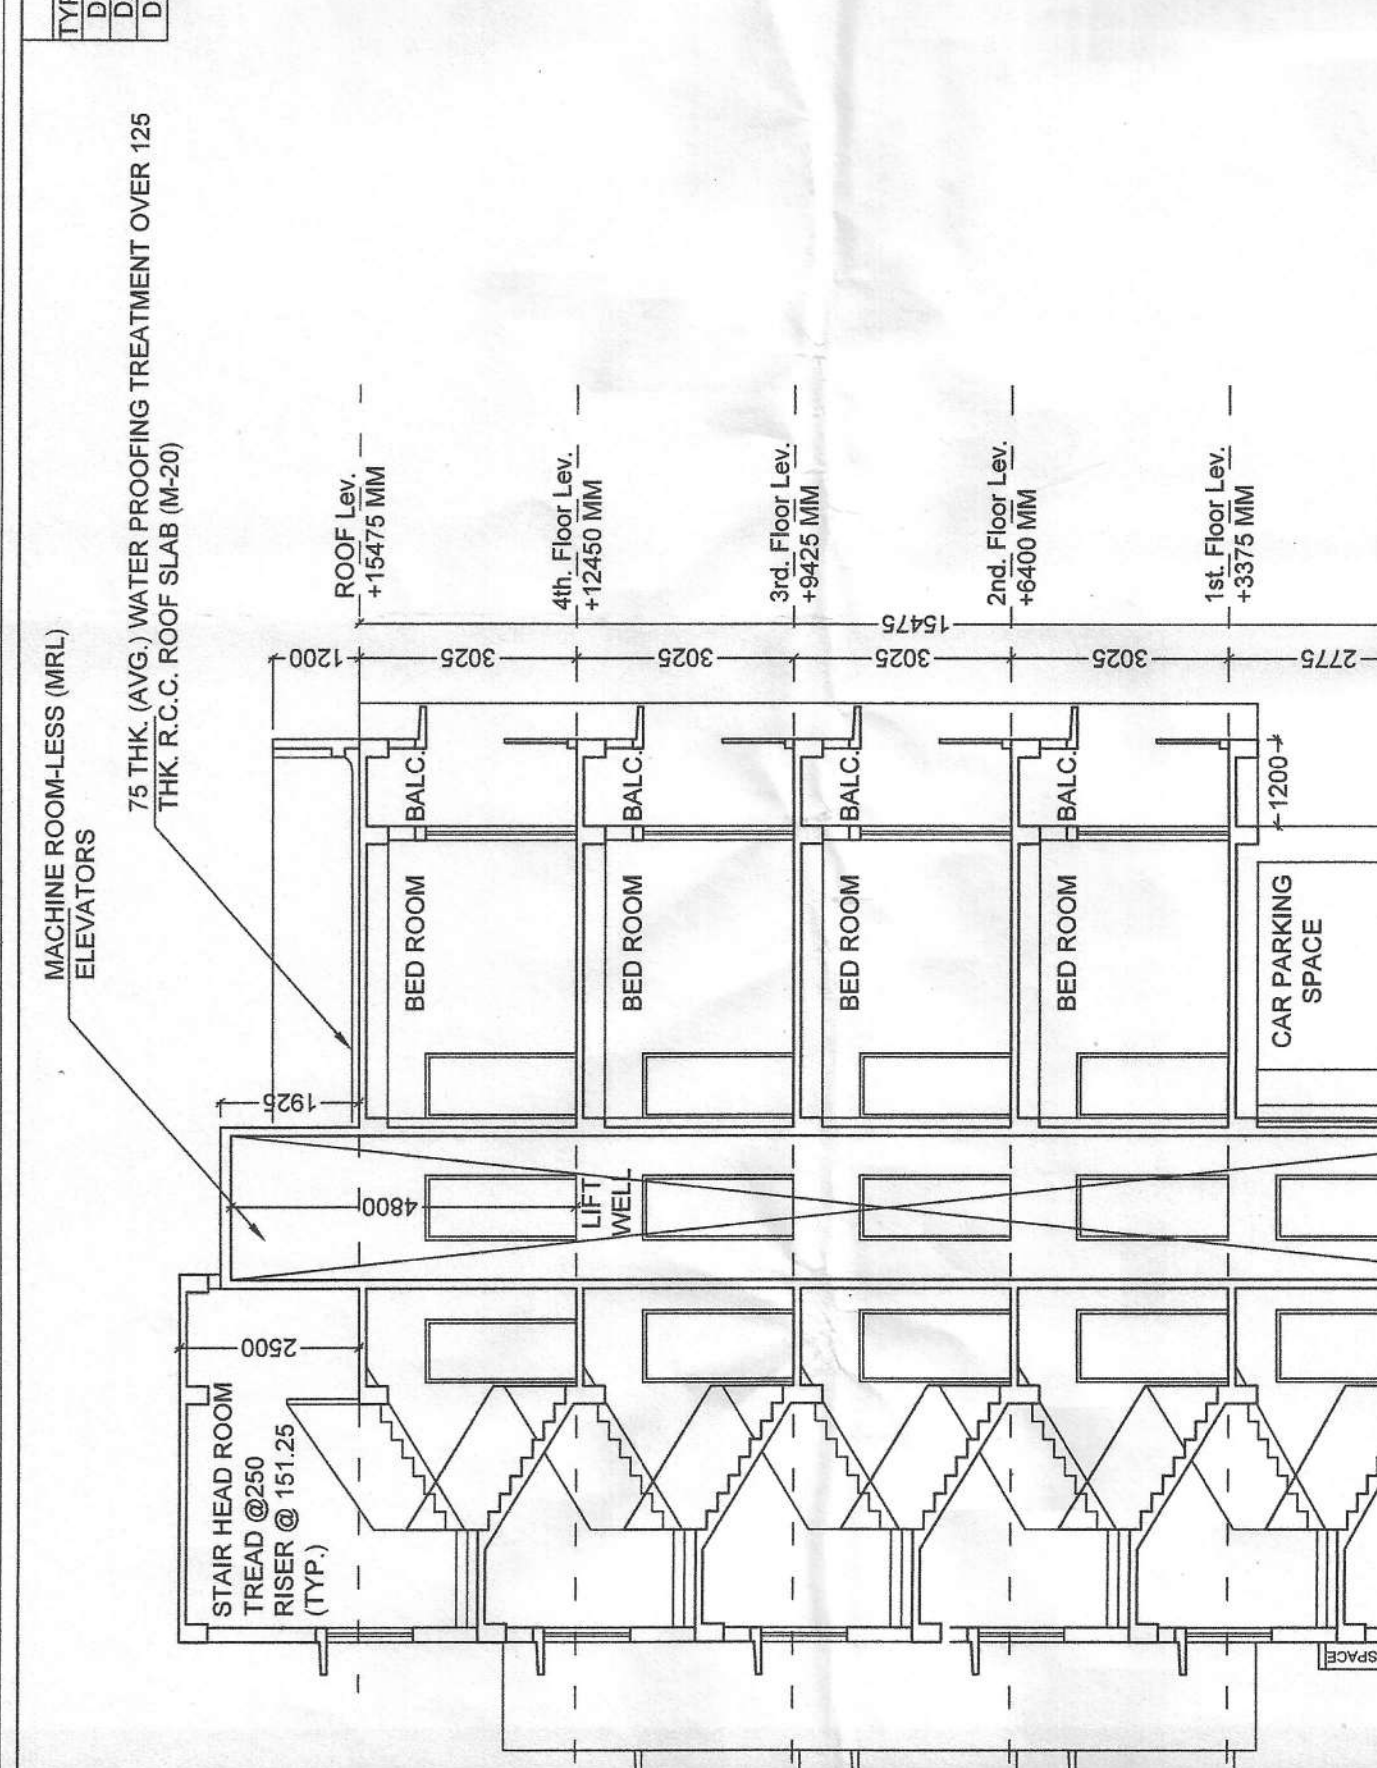 TYP
D
D
D
MACHINE ROOM-LESS (MRL)
ELEVATORS
75 THK. (AVG.) WATER PROOFING TREATMENT OVER 125
THK. R.C.C. ROOF SLAB (M-20)
ROOF Lev.
+15475 MM
4th. Floor Lev.
+12450 MM
3rd. Floor Lev.
+9425 MM
2nd. Floor Lev.
+6400 MM
1st. Floor Lev.
+3375 MM
15475
1200
3025
3025
3025
3025
2775
BALC.
BALC.
BALC.
BALC.
1200
BED ROOM
BED ROOM
BED ROOM
BED ROOM
CAR PARKING
SPACE
1925
4800
LIFT
WELL
2500
STAIR HEAD ROOM
TREAD @250
RISER @ 151.25
(TYP.)
SPACE